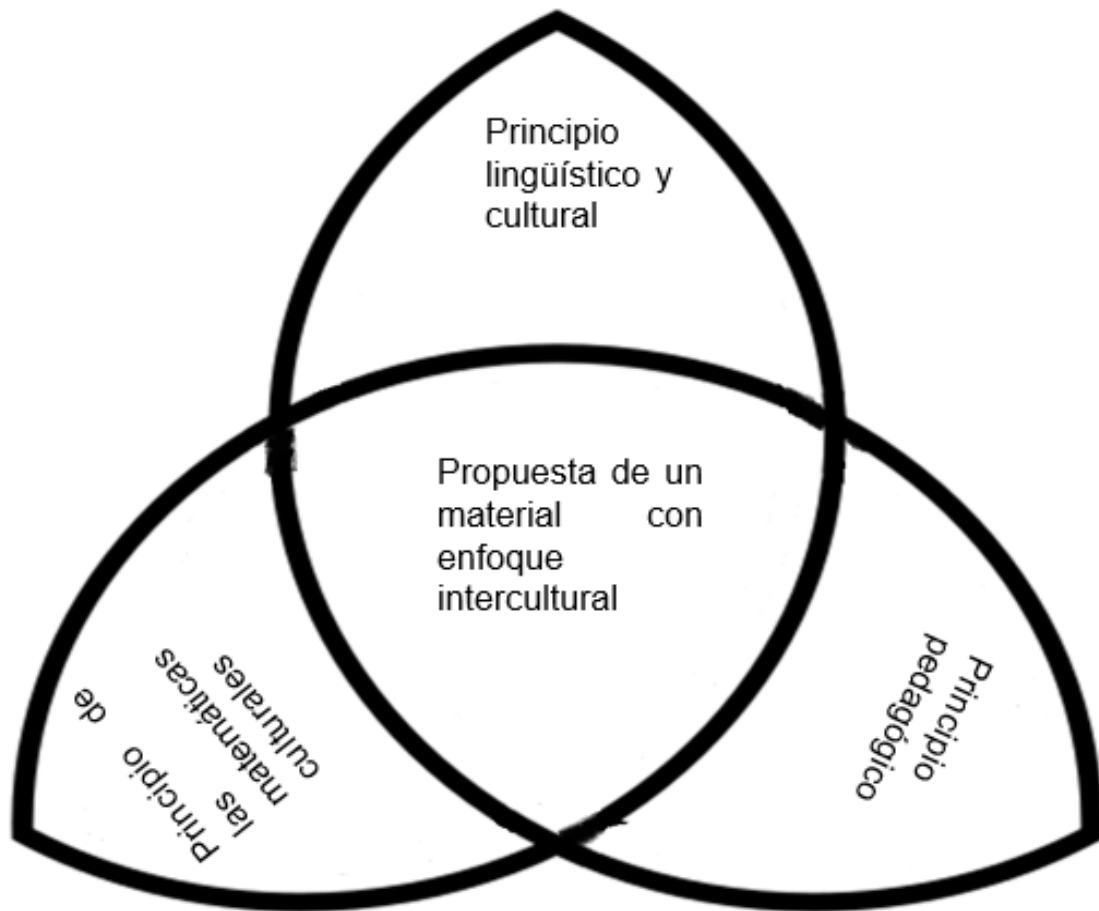 Principio
lingüístico y
cultural
Propuesta de un
material con
enfoque
intercultural
Principio de
las
matemáticas
culturales
Principio
pedagógico